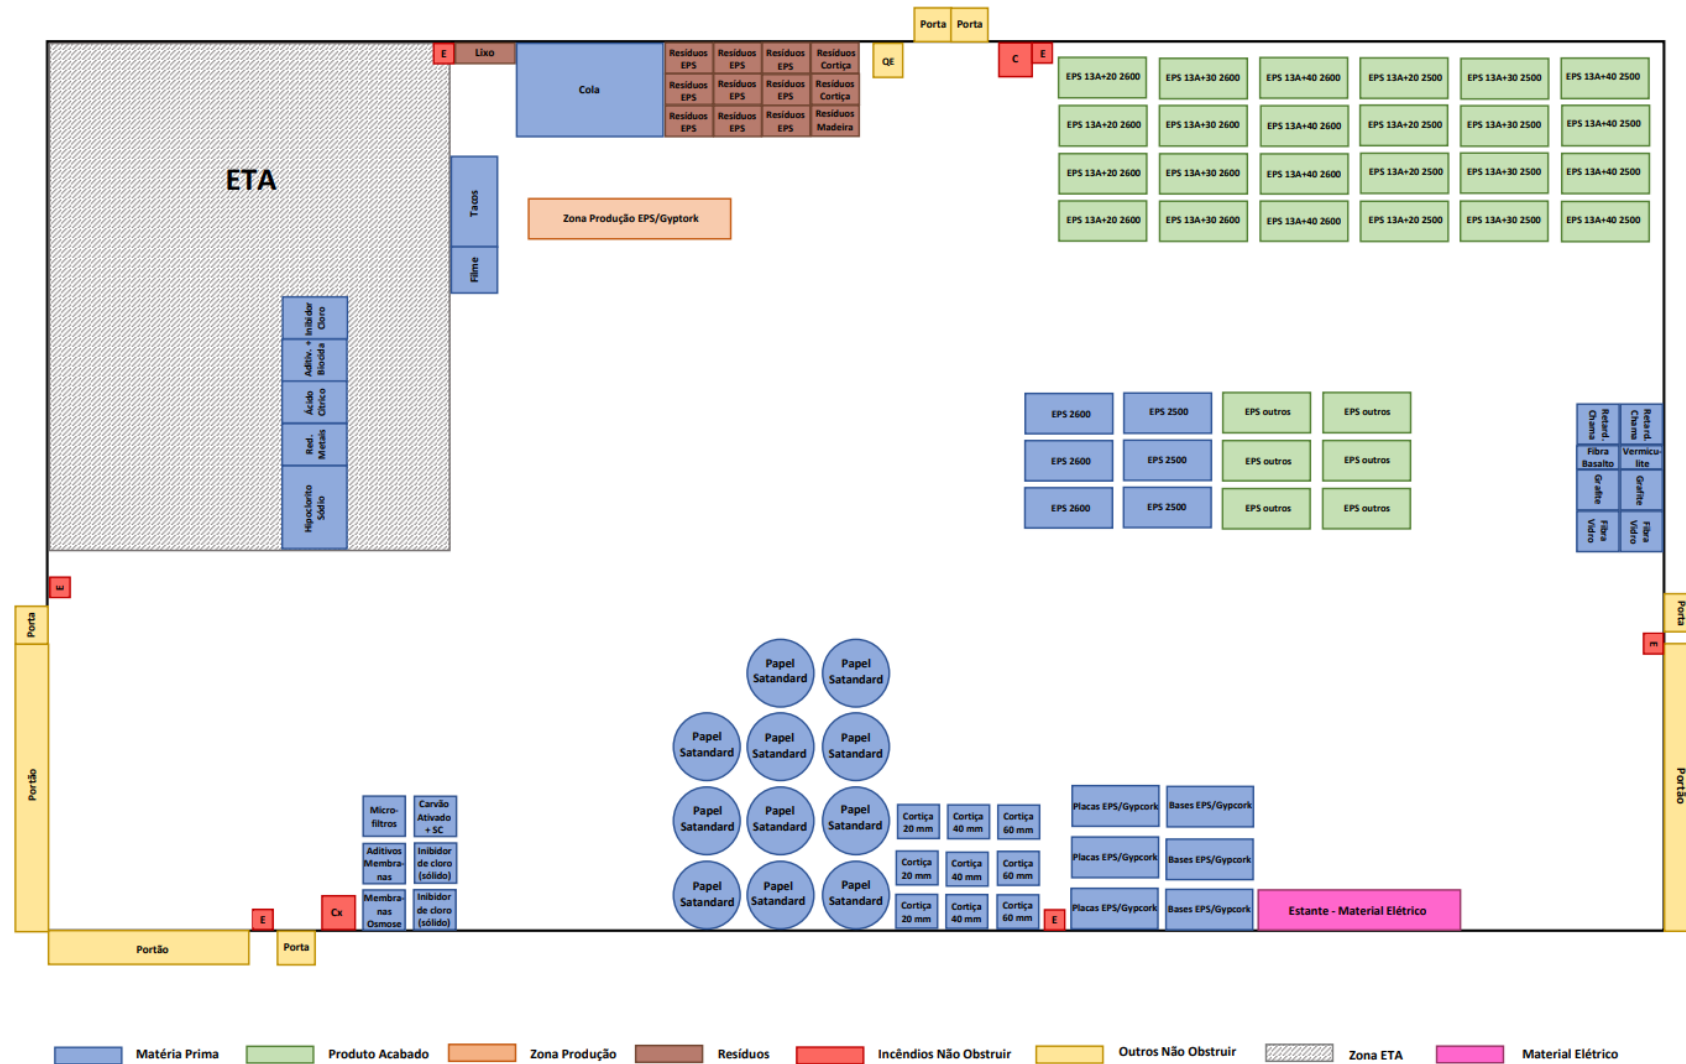 Porta Porta
E Lixo
Cola
Resíduos EPS
Resíduos EPS
Resíduos EPS
Resíduos Cortiça
Resíduos EPS
Resíduos EPS
Resíduos EPS
Resíduos Cortiça
Resíduos EPS
Resíduos EPS
Resíduos EPS
Resíduos Madeira
QE
C
E
EPS 13A+20 2600
EPS 13A+30 2600
EPS 13A+40 2600
EPS 13A+20 2500
EPS 13A+30 2500
EPS 13A+40 2500
EPS 13A+20 2600
EPS 13A+30 2600
EPS 13A+40 2600
EPS 13A+20 2500
EPS 13A+30 2500
EPS 13A+40 2500
EPS 13A+20 2600
EPS 13A+30 2600
EPS 13A+40 2600
EPS 13A+20 2500
EPS 13A+30 2500
EPS 13A+40 2500
EPS 13A+20 2600
EPS 13A+30 2600
EPS 13A+40 2600
EPS 13A+20 2500
EPS 13A+30 2500
EPS 13A+40 2500
ETA
Tacos
Filme
Zona Produção EPS/Gyptork
Inibidor
Cloro
Aditiv. +
Biocida
Ácido
Cítrico
Red.
Metais
Hipoclorito
Sódio
EPS 2600
EPS 2500
EPS outros
EPS outros
EPS 2600
EPS 2500
EPS outros
EPS outros
EPS 2600
EPS 2500
EPS outros
EPS outros
Retard.
Chama
Retard.
Chama
Fibra
Basalto
Vermicu-
lite
Grafite
Grafite
Fibra
Vidro
Fibra
Vidro
E
Porta
Portão
Porta
E
Portão
Papel
Satandard
Papel
Satandard
Papel
Satandard
Papel
Satandard
Papel
Satandard
Papel
Satandard
Papel
Satandard
Papel
Satandard
Papel
Satandard
Papel
Satandard
Papel
Satandard
Micro-
filtros
Carvão
Ativado
+ SC
Aditivos
Membra-
nas
Inibidor
de cloro
(sólido)
Membra-
nas
Osmose
Inibidor
de cloro
(sólido)
Cortiça
20 mm
Cortiça
40 mm
Cortiça
60 mm
Cortiça
20 mm
Cortiça
40 mm
Cortiça
60 mm
Cortiça
20 mm
Cortiça
40 mm
Cortiça
60 mm
E
Placas EPS/Gypcork
Bases EPS/Gypcork
Placas EPS/Gypcork
Bases EPS/Gypcork
Placas EPS/Gypcork
Bases EPS/Gypcork
Estante - Material Elétrico
E
Cx
Portão
Porta
Matéria Prima
Produto Acabado
Zona Produção
Resíduos
Incêndios Não Obstruir
Outros Não Obstruir
Zona ETA
Material Elétrico